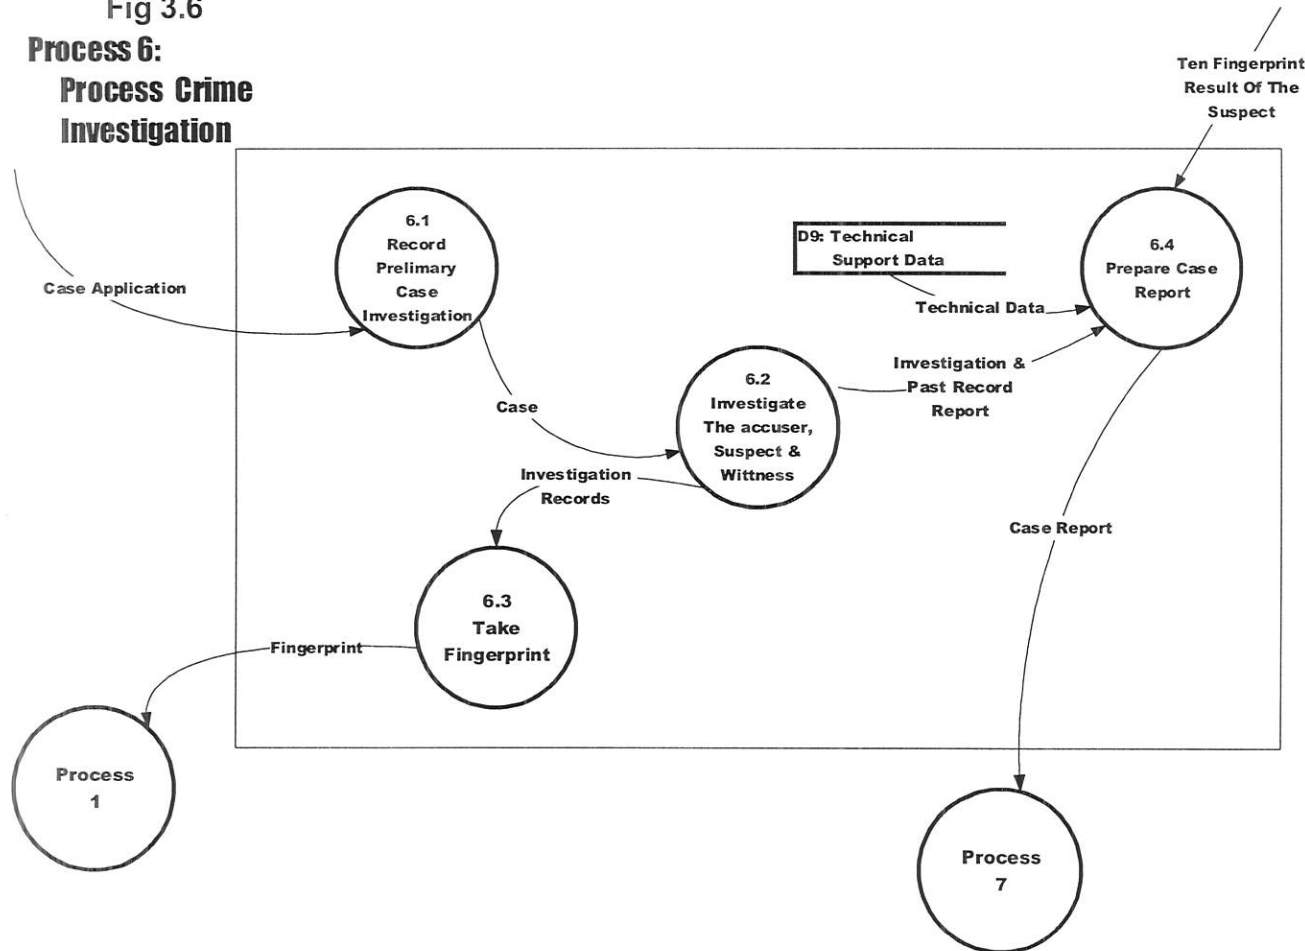 Fig 3.6
Process 6:
Process Crime
Investigation
Ten Fingerprint
Result Of The
Suspect
Case Application
6.1
Record
Prelimary
Case
Investigation
D9: Technical
Support Data
6.4
Prepare Case
Report
Technical Data
Case
6.2
Investigate
The accuser,
Suspect &
Wittness
Investigation &
Past Record
Report
Investigation
Records
Case Report
6.3
Take
Fingerprint
Fingerprint
Process
1
Process
7